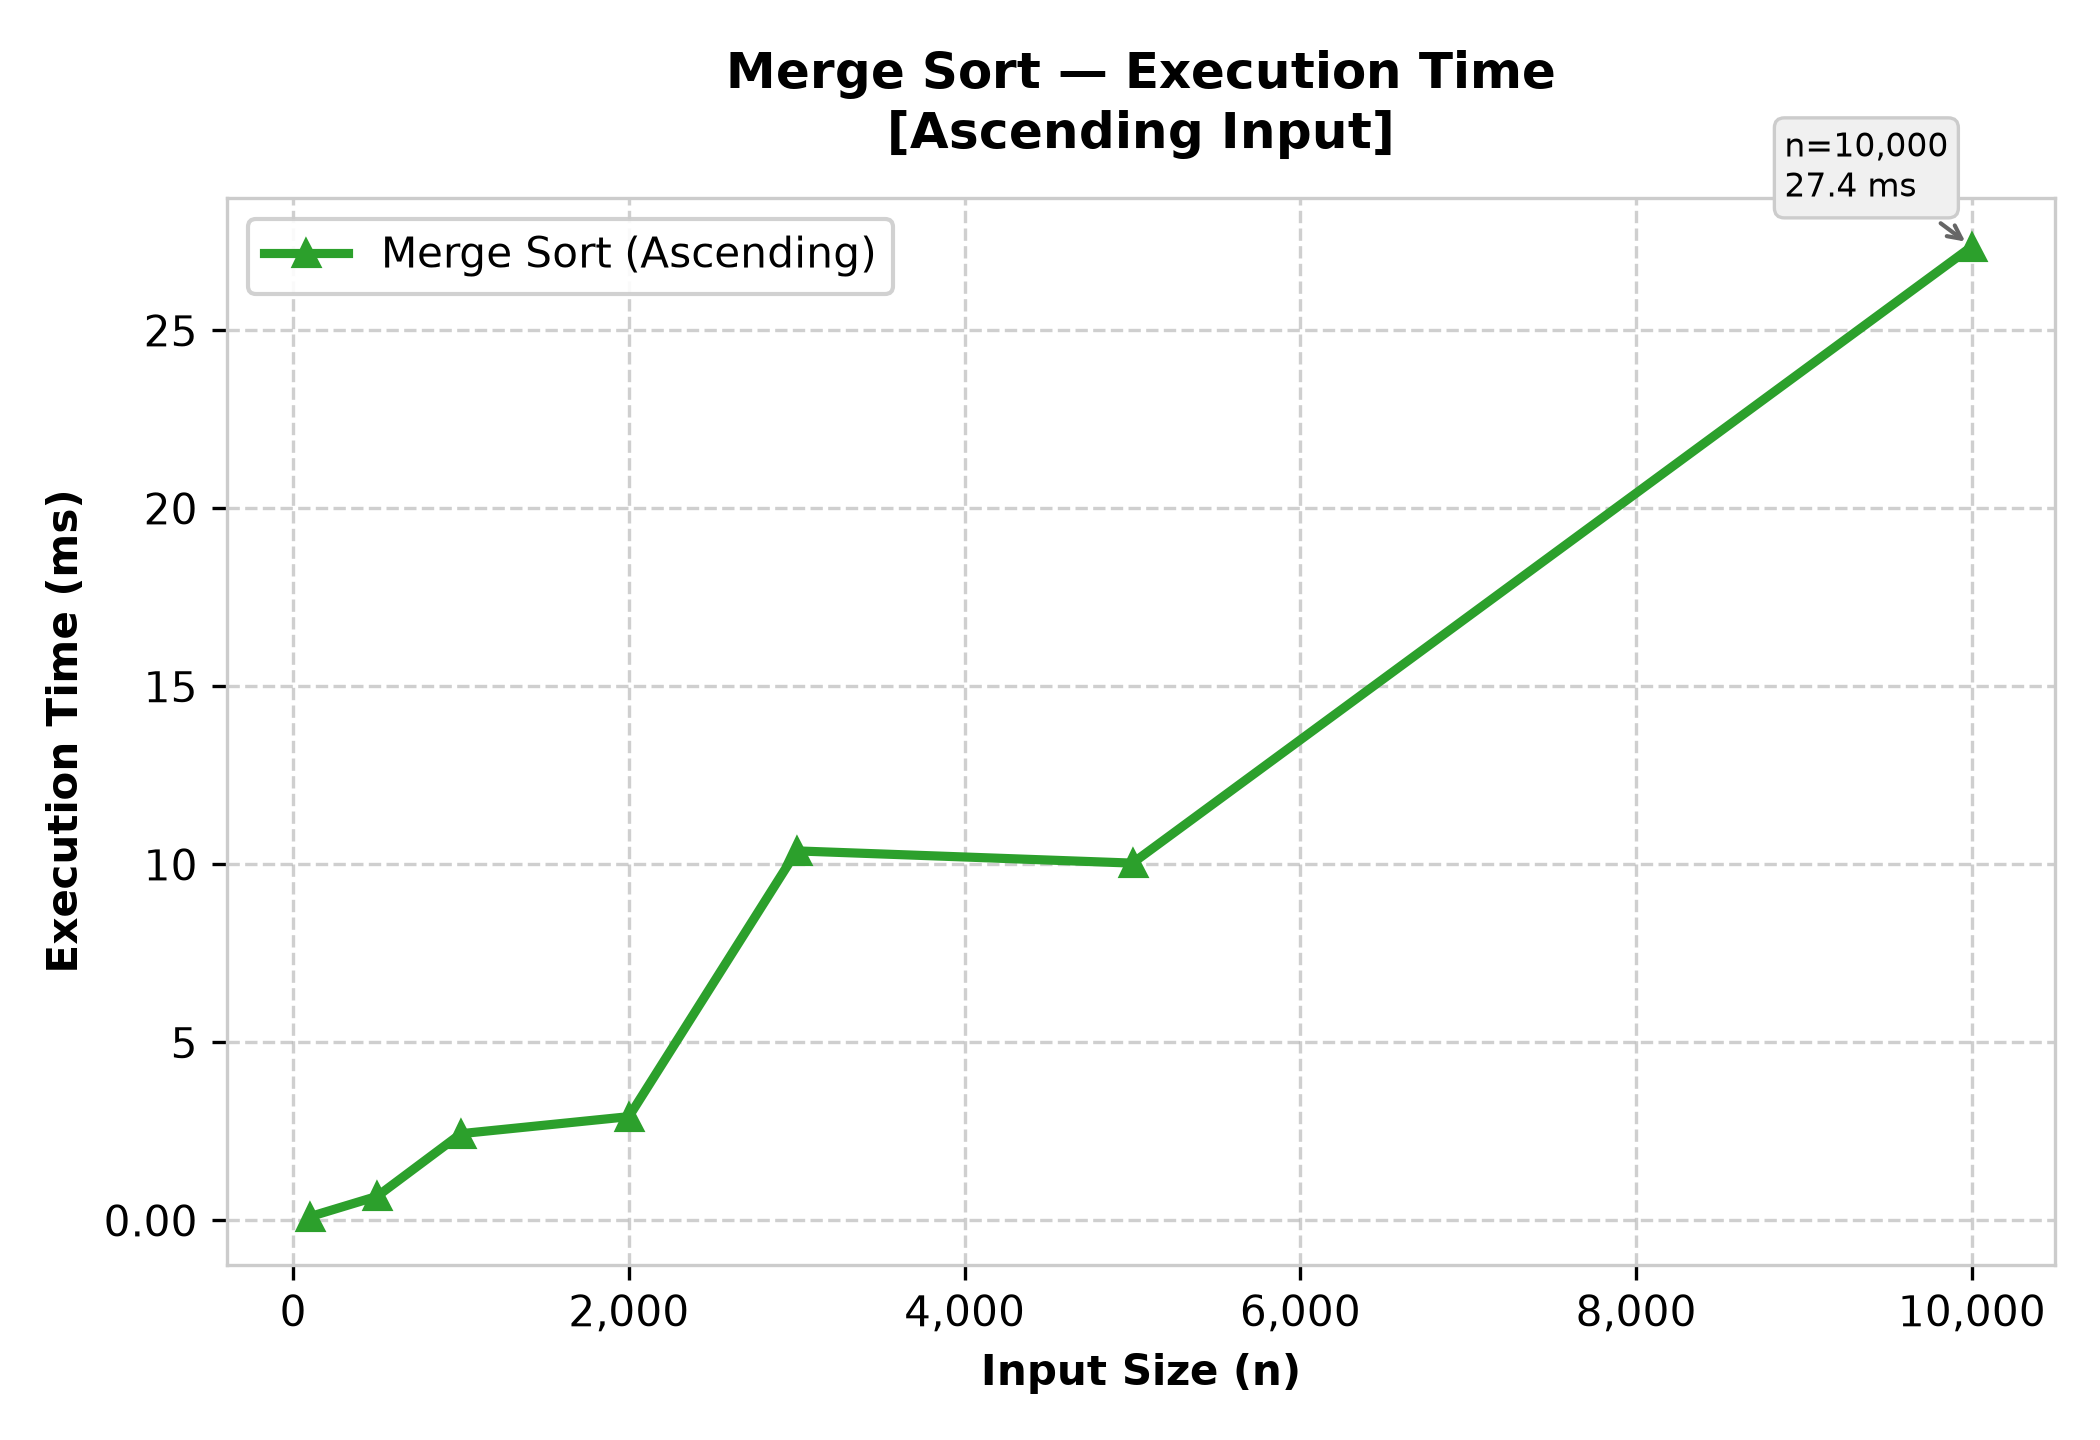 Merge Sort — Execution Time
[Ascending Input]
n=10,000
27.4 ms
Merge Sort (Ascending)
25
20
15
10
5
0.00
Execution Time (ms)
0
2,000
4,000
6,000
8,000
10,000
Input Size (n)